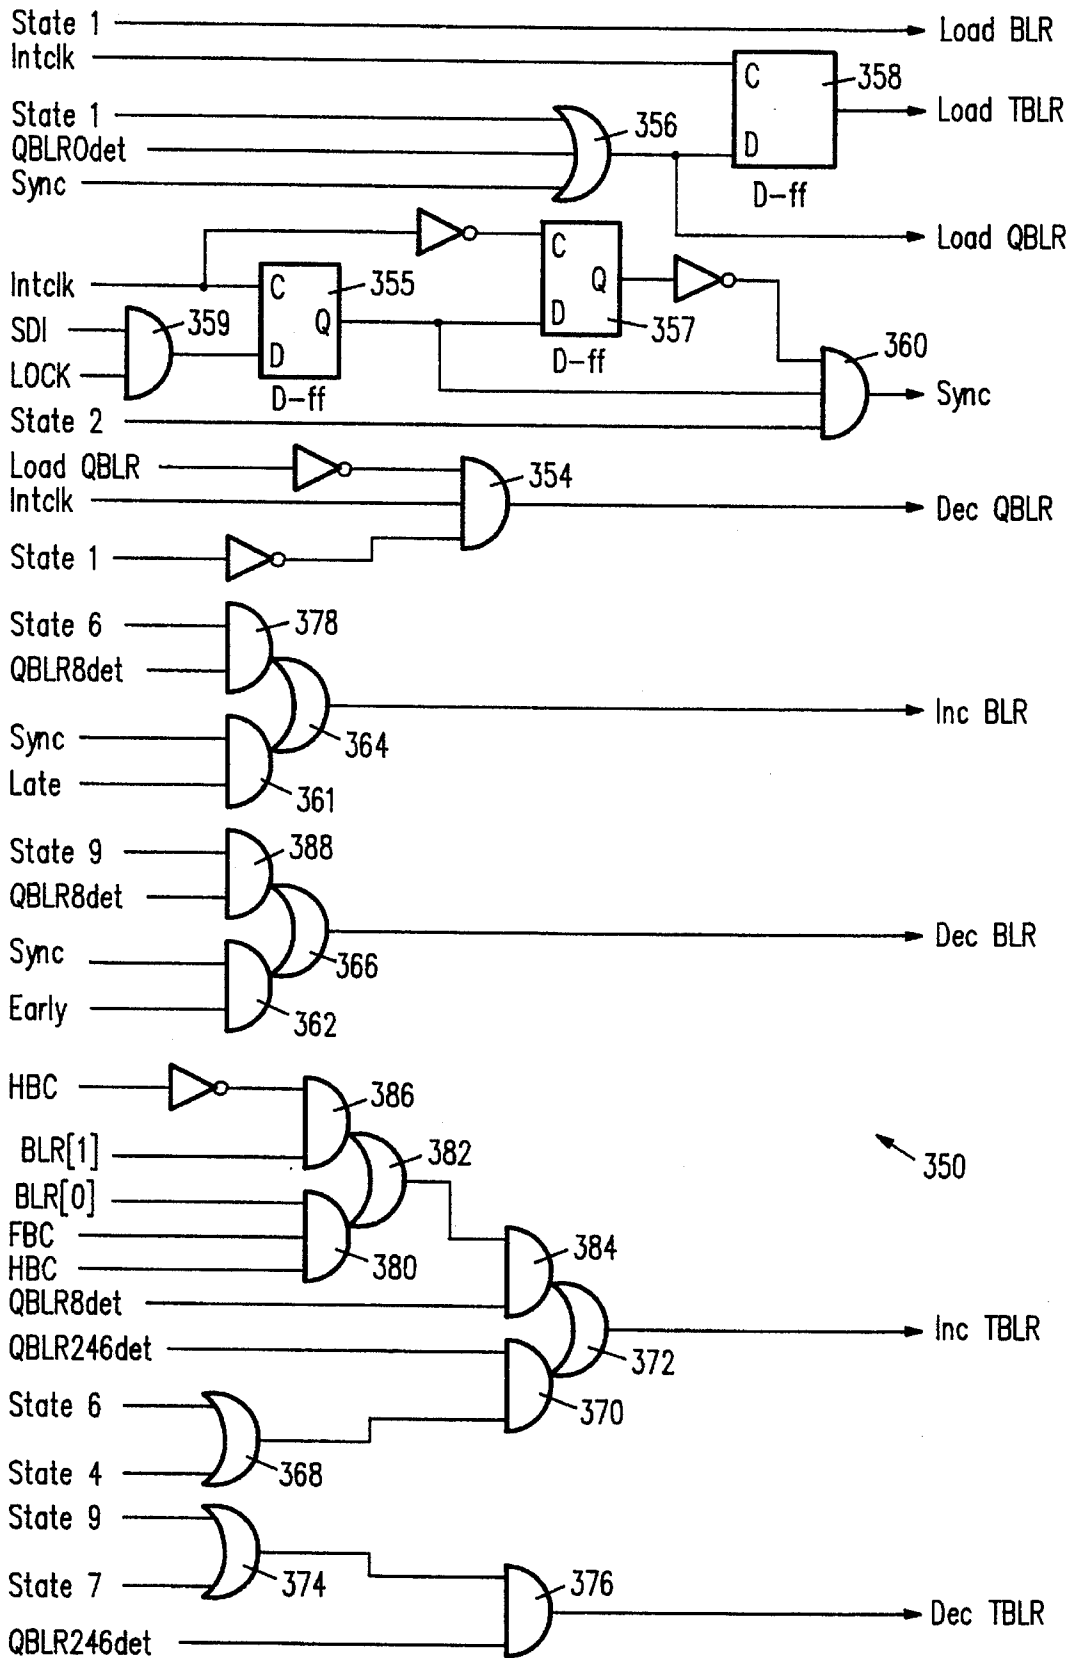 State 1
Load BLR
Intclk
C
358
State 1
356
Load TBLR
QBLR0det
D
Sync
D-ff
C
Load QBLR
Intclk
C
355
Q
SDI
359
Q
D
357
360
LOCK
D
D-ff
Sync
D-ff
State 2
Load QBLR
354
Intclk
Dec QBLR
State 1
State 6
378
QBLR8det
Inc BLR
Sync
364
Late
361
State 9
388
QBLR8det
Dec BLR
Sync
366
Early
362
HBC
386
BLR[1]
382
350
BLR[0]
FBC
380
384
HBC
QBLR8det
Inc TBLR
QBLR246det
372
State 6
370
State 4
368
State 9
State 7
374
376
Dec TBLR
QBLR246det